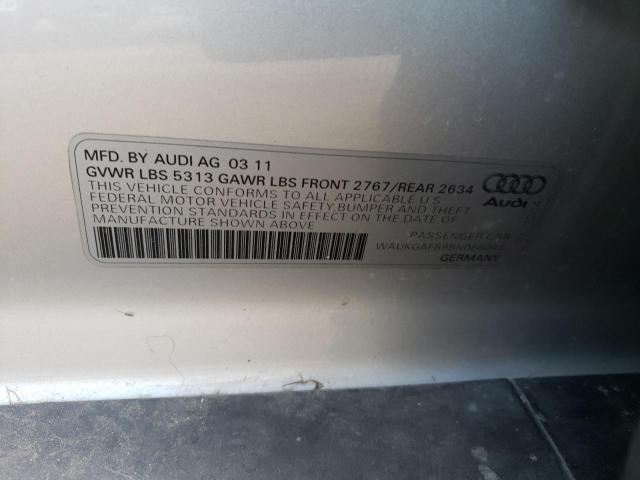 MFD. BY AUDI AG 03 11
GVWR LBS 5313 GAWR LBS FRONT 2767/REAR 2634
THIS VEHICLE CONFORMS TO ALL APPLICABLE U.S
FEDERAL MOTOR VEHICLE SAFETY BUMPER AND THEFT
PREVENTION STANDARDS IN EFFECT ON THE DATE OF
MANUFACTURE SHOWN ABOVE
Audi
PASSENGER CAR
GERMANY